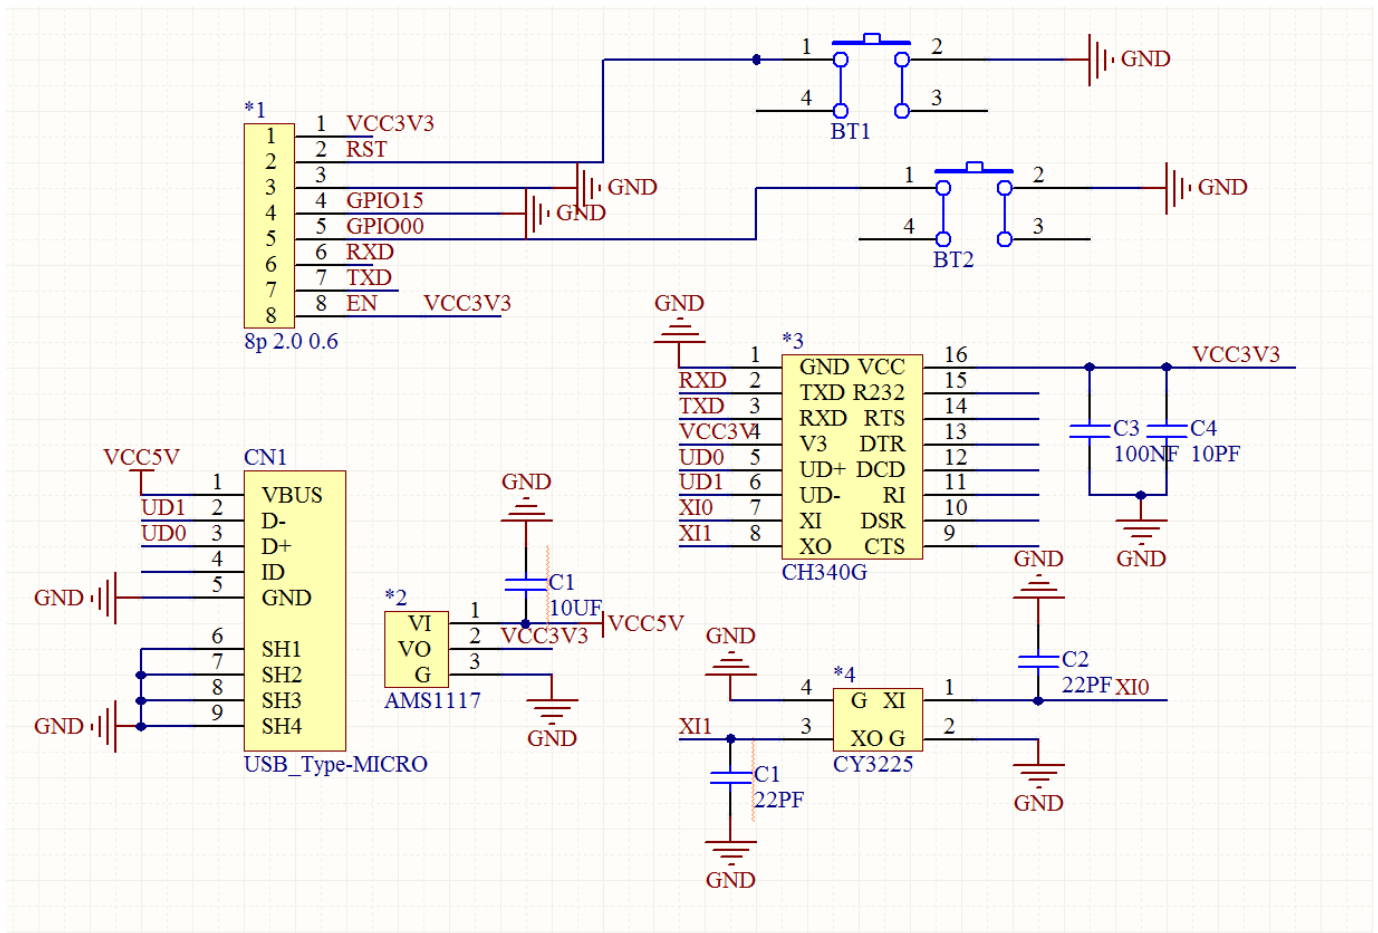 1 2 GND
4 3
BT1
*1
1 1 VCC3V3
2 2 RST
3 3 GND
4 4 GPIO15 GND
5 5 GPIO00
6 6 RXD
7 7 TXD
8 8 EN VCC3V3
8p 2.0 0.6
1 2 GND
4 3
BT2
GND
*3
1 GND VCC 16 VCC3V3
RXD 2 TXD R232 15
TXD 3 RXD RTS 14
VCC3V 4 V3 DTR 13
UD0 5 UD+ DCD 12
UD1 6 UD- RI 11
XI0 7 XI DSR 10
XI1 8 XO CTS 9
CH340G
C3 C4
100NF 10PF
GND
VCC5V CN1
1 VBUS
UD1 2 D-
UD0 3 D+
4 ID
GND 5 GND
6 SH1
7 SH2
8 SH3
GND 9 SH4
USB_Type-MICRO
GND
C1
10UF
*2
VI 1 VCC5V
VO 2 VCC3V3
G 3
AMS1117
GND
GND
C2
22PF XI0
GND
*4
4 G XI 1
XI1 3 XO G 2
CY3225
C1
22PF
GND
GND